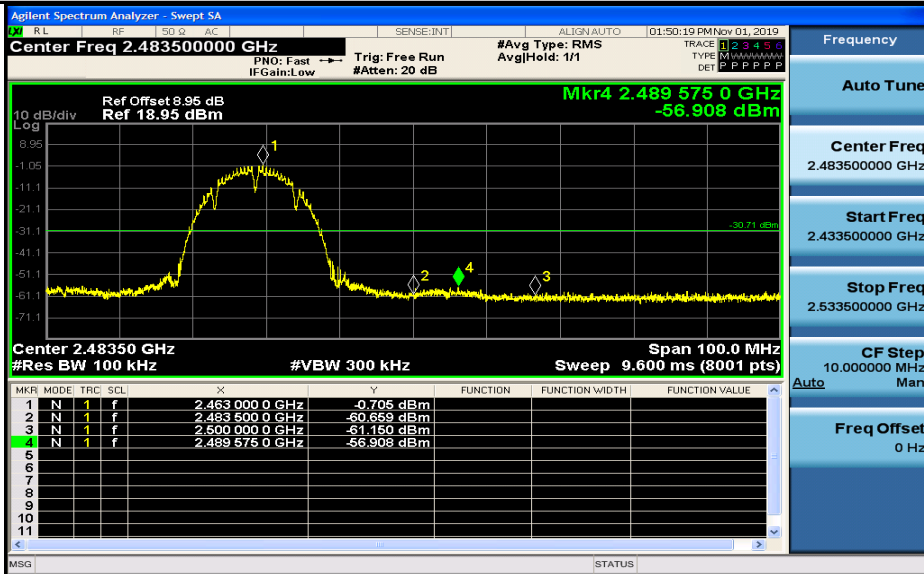 Agilent Spectrum Analyzer - Swept SA
LXI RL RF 50 Ω AC SENSE:INT ALIGN AUTO 01:50:19 PM Nov 01, 2019
Center Freq 2.483500000 GHz
#Avg Type: RMS
TRACE 1 2 3 4 5 6
PNO: Fast Trig: Free Run Avg|Hold: 1/1
TYPE M WWWWW
IFGain:Low #Atten: 20 dB
DET P P P P P P
Frequency
Auto Tune
Center Freq
2.483500000 GHz
Start Freq
2.433500000 GHz
Stop Freq
2.533500000 GHz
CF Step
10.000000 MHz
Auto Man
Freq Offset
0 Hz
Mkr4 2.489 575 0 GHz
-56.908 dBm
Ref Offset 8.95 dB
10 dB/div Ref 18.95 dBm
Log
8.95
-1.05
-11.1
-21.1
-31.1
-41.1
-51.1
-61.1
-71.1
1
-30.71 dBm
2
4
3
Center 2.48350 GHz Span 100.0 MHz
#Res BW 100 kHz #VBW 300 kHz Sweep 9.600 ms (8001 pts)
MKR MODE TRC SCL X Y FUNCTION FUNCTION WIDTH FUNCTION VALUE
1 N 1 f 2.463 000 0 GHz -0.705 dBm
2 N 1 f 2.483 500 0 GHz -60.659 dBm
3 N 1 f 2.500 000 0 GHz -61.150 dBm
4 N 1 f 2.489 575 0 GHz -56.908 dBm
5
6
7
8
9
10
11
MSG STATUS